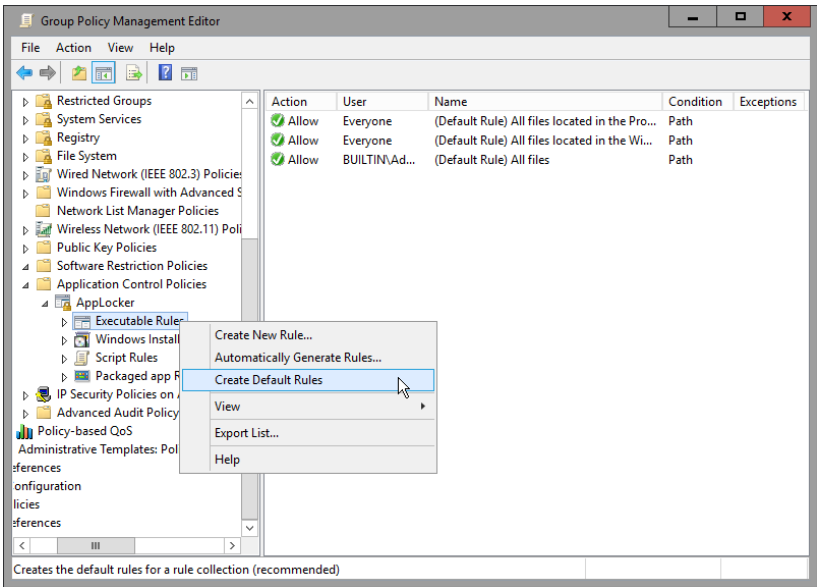 Group Policy Management Editor
File Action View Help
Restricted Groups
System Services
Registry
File System
Wired Network (IEEE 802.3) Policies
Windows Firewall with Advanced S
Network List Manager Policies
Wireless Network (IEEE 802.11) Poli
Public Key Policies
Software Restriction Policies
Application Control Policies
AppLocker
Executable Rules
Windows Install
Script Rules
Packaged app R
IP Security Policies on A
Advanced Audit Policy
Policy-based QoS
Administrative Templates: Pol
eferences
onfiguration
licies
eferences
Action User Name Condition Exceptions
Allow Everyone (Default Rule) All files located in the Pro... Path
Allow Everyone (Default Rule) All files located in the Wi... Path
Allow BUILTIN\Ad... (Default Rule) All files Path
Create New Rule...
Automatically Generate Rules...
Create Default Rules
View
Export List...
Help
Creates the default rules for a rule collection (recommended)